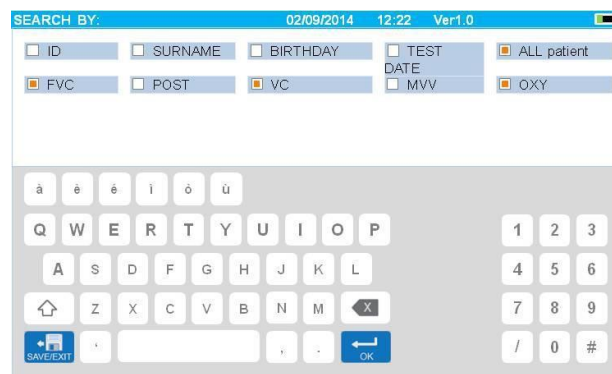 SEARCH BY: 02/09/2014 12:22 Ver1.0
ID SURNAME BIRTHDAY TEST DATE ALL patient
FVC POST VC MVV OXY
à è é ì ó ù
Q W E R T Y U I O P 1 2 3
A S D F G H J K L 4 5 6
Z X C V B N M X 7 8 9
SAVE/EXIT ' , . OK / 0 #